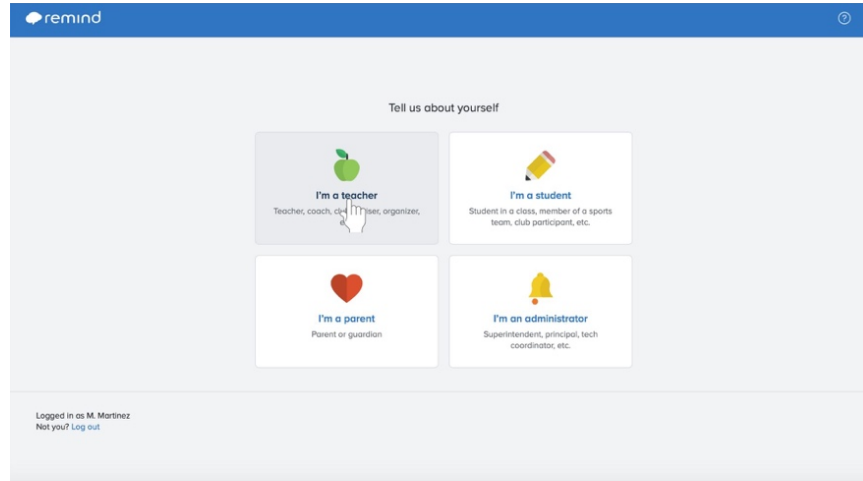 remind
Tell us about yourself
I'm a teacher
Teacher, coach, organizer,
I'm a student
Student in a class, member of a sports
team, club participant, etc.
I'm a parent
Parent or guardian
I'm an administrator
Superintendent, principal, tech
coordinator, etc.
Logged in as M. Martinez
Not you? Log out